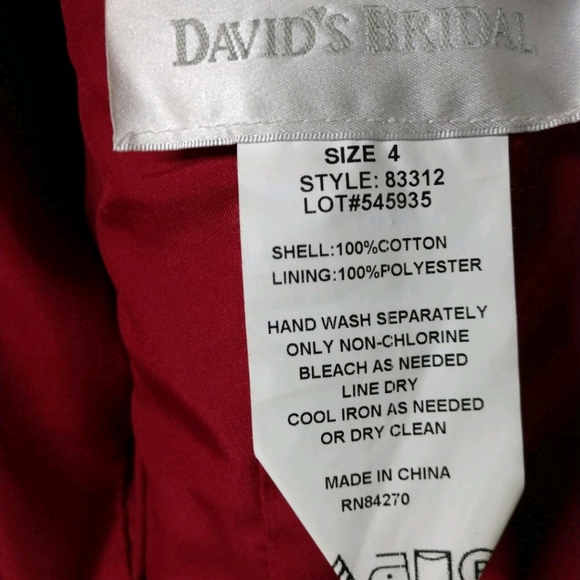 DAVID'S BRIDAL
SIZE 4
STYLE: 83312
LOT#545935
SHELL:100%COTTON
LINING:100%POLYESTER
HAND WASH SEPARATELY
ONLY NON-CHLORINE
BLEACH AS NEEDED
LINE DRY
COOL IRON AS NEEDED
OR DRY CLEAN
MADE IN CHINA
RN84270